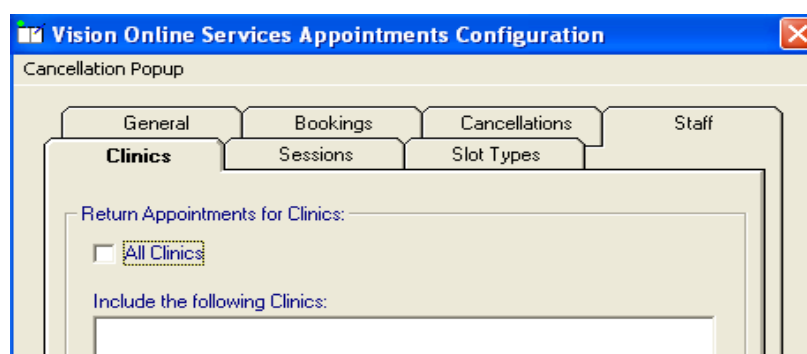 Vision Online Services Appointments Configuration
Cancellation Popup
General Bookings Cancellations Staff
Clinics Sessions Slot Types
Return Appointments for Clinics:
All Clinics
Include the following Clinics: